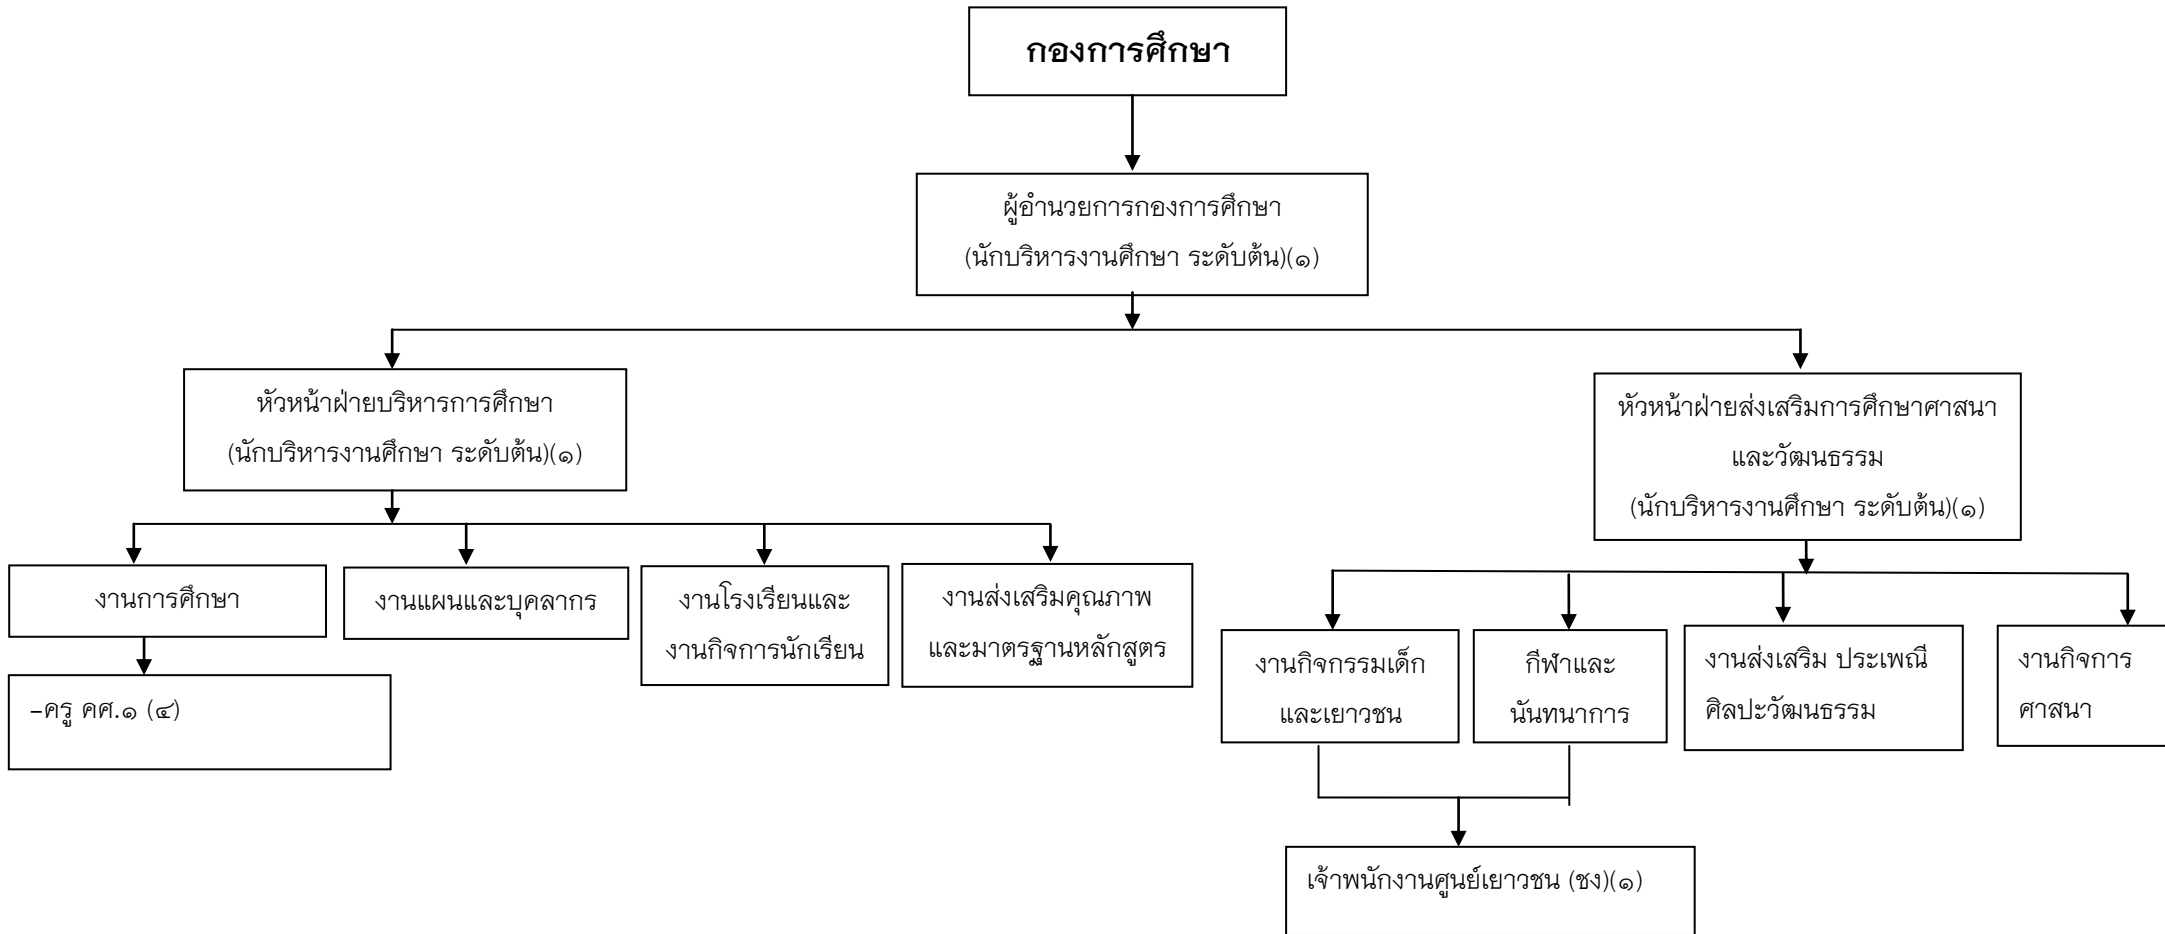 กองการศึกษา
ผู้อำนวยการกองการศึกษา
(นักบริหารงานศึกษา ระดับต้น)(๑)
หัวหน้าฝ่ายบริหารการศึกษา
(นักบริหารงานศึกษา ระดับต้น)(๑)
หัวหน้าฝ่ายส่งเสริมการศึกษาศาสนา
และวัฒนธรรม
(นักบริหารงานศึกษา ระดับต้น)(๑)
งานการศึกษา
งานแผนและบุคลากร
งานโรงเรียนและ
งานกิจการนักเรียน
งานส่งเสริมคุณภาพ
และมาตรฐานหลักสูตร
-ครู คศ.๑ (๔)
งานกิจกรรมเด็ก
และเยาวชน
กีฬาและ
นันทนาการ
งานส่งเสริม ประเพณี
ศิลปะวัฒนธรรม
งานกิจการ
ศาสนา
เจ้าพนักงานศูนย์เยาวชน (ชง)(๑)